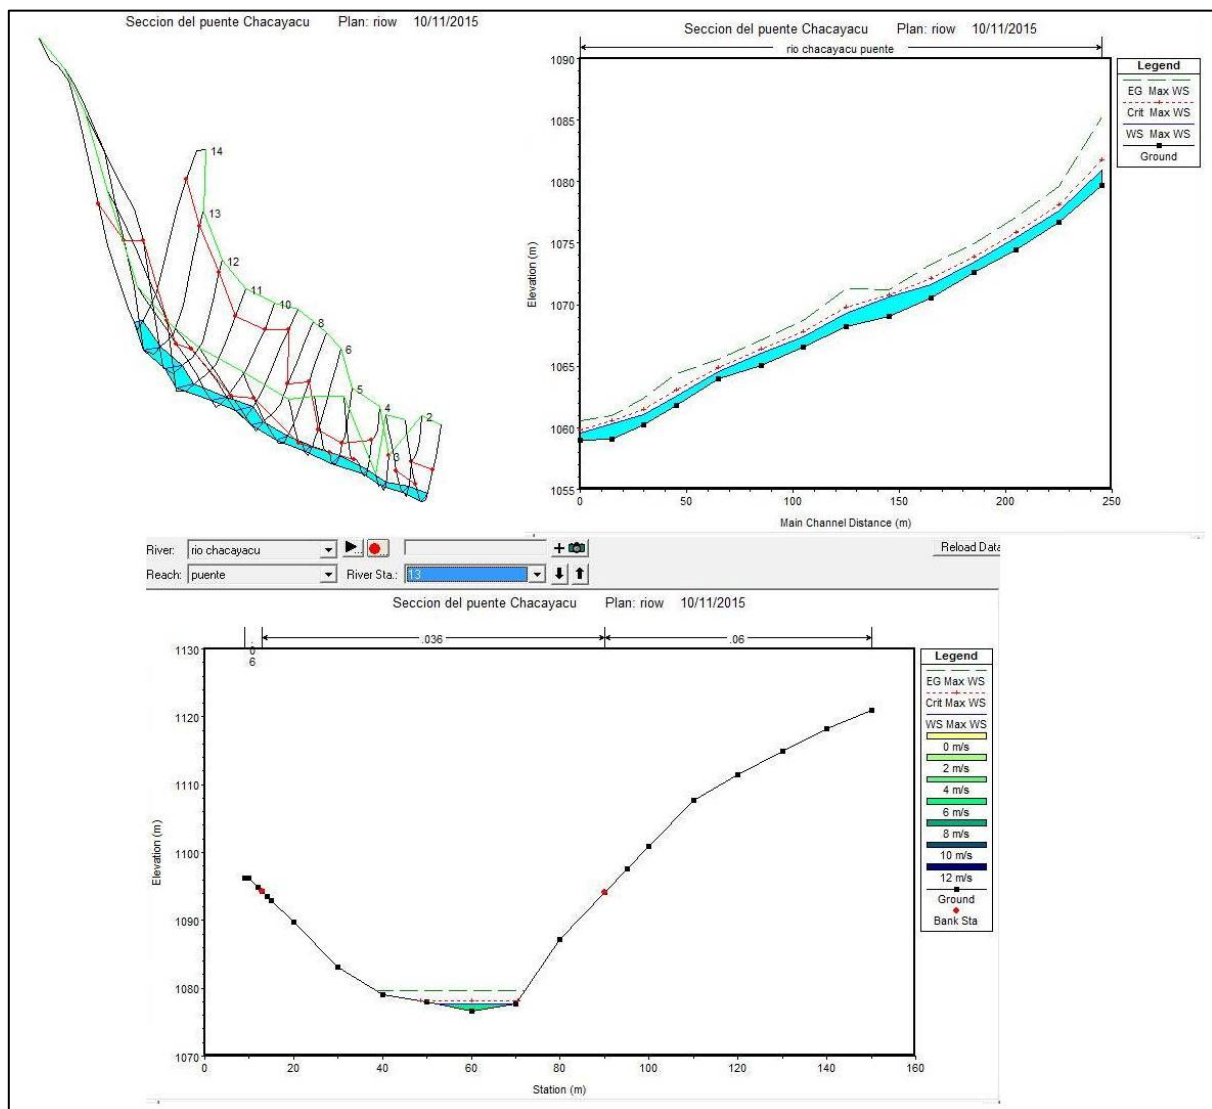 Seccion del puente Chacayacu Plan: riow 10/11/2015
14
13
12
11
10
8
6
5
4
2
3
Seccion del puente Chacayacu Plan: riow 10/11/2015
rio chacayacu puente
1090
1085
1080
1075
1070
1065
1060
1055
Elevation (m)
0 50 100 150 200 250
Main Channel Distance (m)
Legend
EG Max WS
Crit Max WS
WS Max WS
Ground
River: rio chacayacu
Reload Data
Reach: puente River Sta.: 13
Seccion del puente Chacayacu Plan: riow 10/11/2015
.06 .036 .06
1130
1120
1110
1100
1090
1080
1070
Elevation (m)
0 20 40 60 80 100 120 140 160
Station (m)
Legend
EG Max WS
Crit Max WS
WS Max WS
0 m/s
2 m/s
4 m/s
6 m/s
8 m/s
10 m/s
12 m/s
Ground
Bank Sta